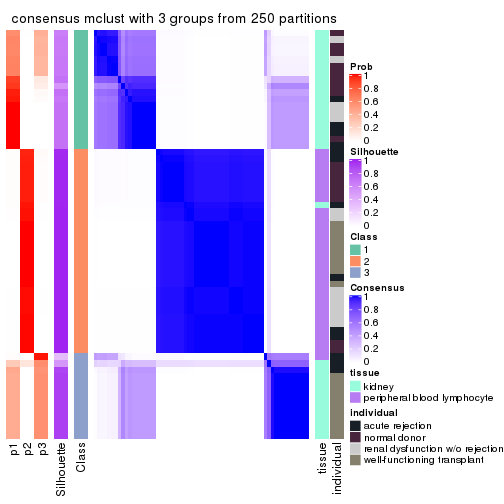 consensus mclust with 3 groups from 250 partitions
Prob
1
0.8
0.6
0.4
0.2
0
Silhouette
1
0.8
0.6
0.4
0.2
0
Class
1
2
3
Consensus
1
0.8
0.6
0.4
0.2
0
tissue
kidney
peripheral blood lymphocyte
individual
acute rejection
normal donor
renal dysfunction w/o rejection
well-functioning transplant
p1
p2
p3
Silhouette
Class
tissue
individual